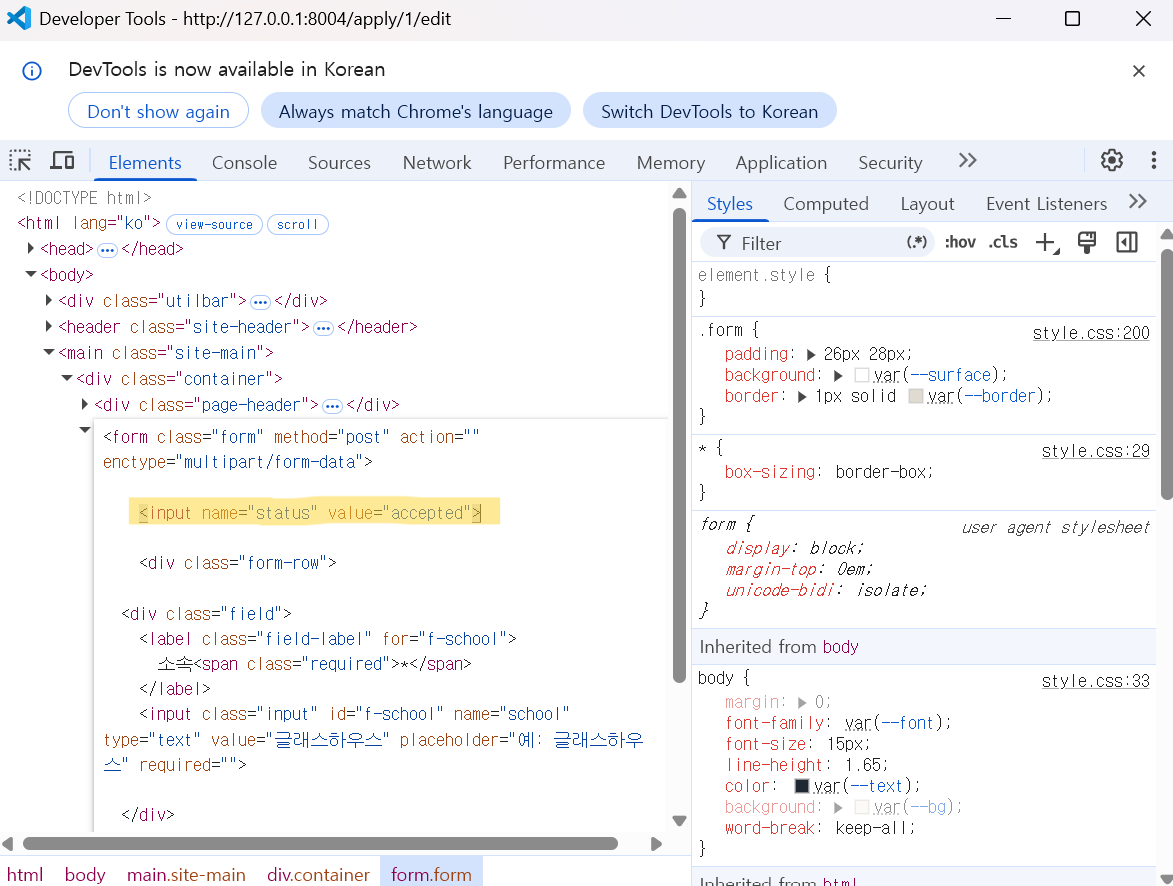 Developer Tools - http://127.0.0.1:8004/apply/1/edit
DevTools is now available in Korean
Don't show again
Always match Chrome's language
Switch DevTools to Korean
Elements
Console
Sources
Network
Performance
Memory
Application
Security
<!DOCTYPE html>
<html lang="ko"> view-source scroll
<head> ••• </head>
<body>
<div class="utilbar"> ••• </div>
<header class="site-header"> ••• </header>
<main class="site-main">
<div class="container">
<div class="page-header"> ••• </div>
<form class="form" method="post" action=""
enctype="multipart/form-data">
<input name="status" value="accepted">
<div class="form-row">
<div class="field">
<label class="field-label" for="f-school">
소속<span class="required">*</span>
</label>
<input class="input" id="f-school" name="school"
type="text" value="글래스하우스" placeholder="예: 글래스하우
스" required="">
</div>
html body main.site-main div.container form.form
Styles
Computed
Layout
Event Listeners
Filter
(.*)
:hov
.cls
element.style {
}
.form {
style.css:200
padding: 26px 28px;
background: var(--surface);
border: 1px solid var(--border);
}
* {
style.css:29
box-sizing: border-box;
}
form {
user agent stylesheet
display: block;
margin-top: 0em;
unicode-bidi: isolate;
}
Inherited from body
body {
style.css:33
margin: 0;
font-family: var(--font);
font-size: 15px;
line-height: 1.65;
color: var(--text);
background: var(--bg);
word-break: keep-all;
}
Inherited from html